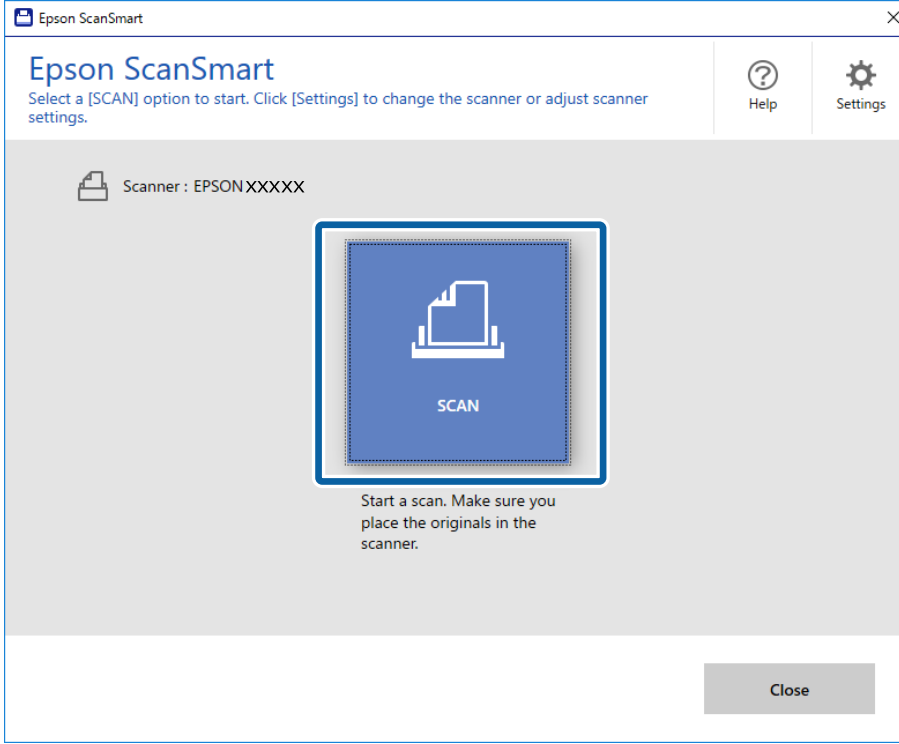 Epson ScanSmart
Epson ScanSmart
Select a [SCAN] option to start. Click [Settings] to change the scanner or adjust scanner
settings.
Help
Settings
Scanner : EPSON XXXXX
SCAN
Start a scan. Make sure you
place the originals in the
scanner.
Close